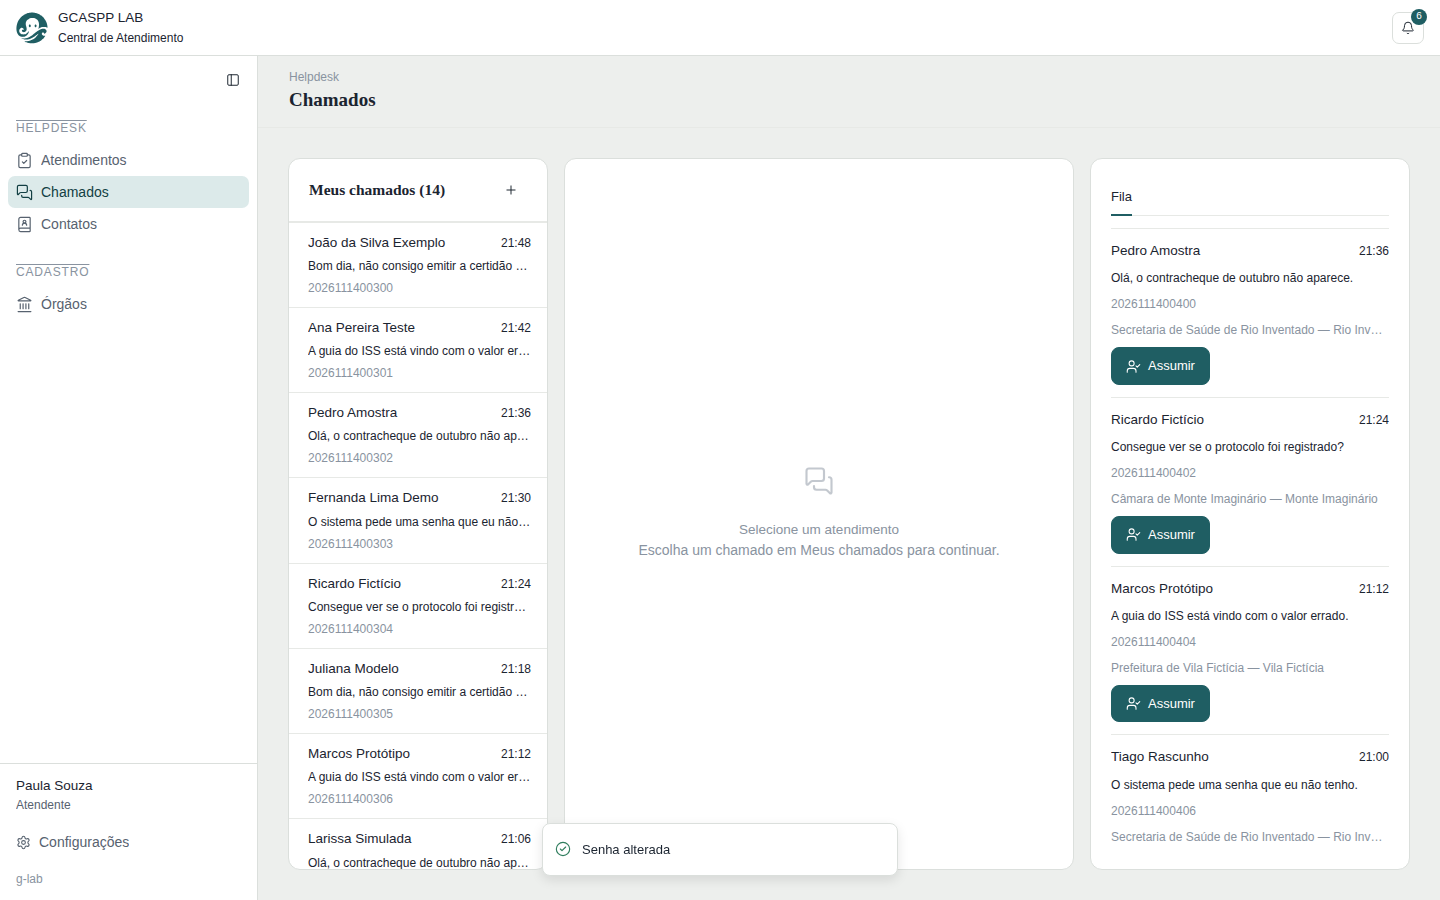 GCASPP LAB
Central de Atendimento
6
HELPDESK
Atendimentos
Chamados
Contatos
CADASTRO
Órgãos
Paula Souza
Atendente
Configurações
g-lab
Helpdesk
Chamados
Meus chamados (14)
João da Silva Exemplo 21:48
Bom dia, não consigo emitir a certidão …
2026111400300
Ana Pereira Teste 21:42
A guia do ISS está vindo com o valor er…
2026111400301
Pedro Amostra 21:36
Olá, o contracheque de outubro não ap…
2026111400302
Fernanda Lima Demo 21:30
O sistema pede uma senha que eu não…
2026111400303
Ricardo Fictício 21:24
Consegue ver se o protocolo foi registr…
2026111400304
Juliana Modelo 21:18
Bom dia, não consigo emitir a certidão …
2026111400305
Marcos Protótipo 21:12
A guia do ISS está vindo com o valor er…
2026111400306
Larissa Simulada 21:06
Olá, o contracheque de outubro não ap…
Selecione um atendimento
Escolha um chamado em Meus chamados para continuar.
Senha alterada
Fila
Pedro Amostra 21:36
Olá, o contracheque de outubro não aparece.
2026111400400
Secretaria de Saúde de Rio Inventado — Rio Inv…
Assumir
Ricardo Fictício 21:24
Consegue ver se o protocolo foi registrado?
2026111400402
Câmara de Monte Imaginário — Monte Imaginário
Assumir
Marcos Protótipo 21:12
A guia do ISS está vindo com o valor errado.
2026111400404
Prefeitura de Vila Fictícia — Vila Fictícia
Assumir
Tiago Rascunho 21:00
O sistema pede uma senha que eu não tenho.
2026111400406
Secretaria de Saúde de Rio Inventado — Rio Inv…